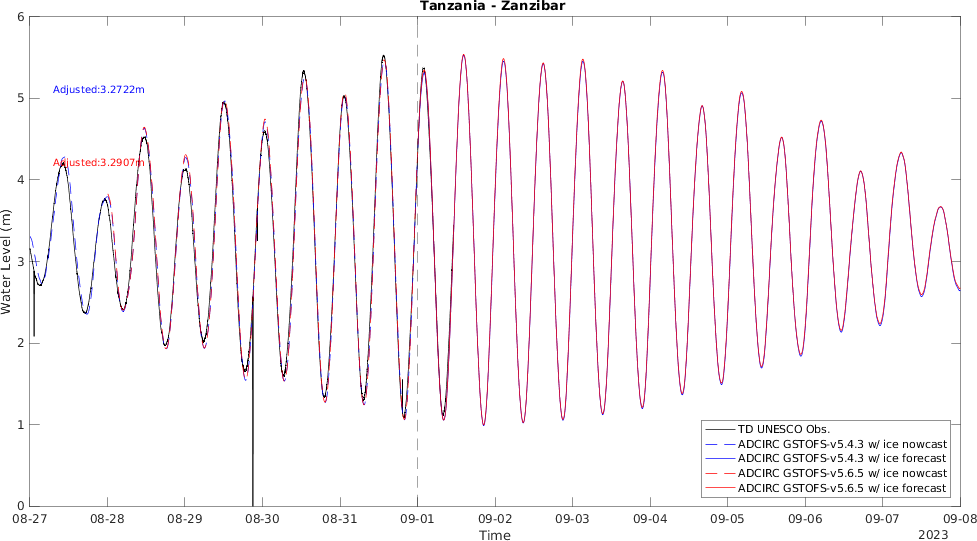 Tanzania - Zanzibar
6
5
4
3
2
1
0
Water Level (m)
Adjusted:3.2722m
Adjusted:3.2907m
TD UNESCO Obs.
ADCIRC GSTOFS-v5.4.3 w/ ice nowcast
ADCIRC GSTOFS-v5.4.3 w/ ice forecast
ADCIRC GSTOFS-v5.6.5 w/ ice nowcast
ADCIRC GSTOFS-v5.6.5 w/ ice forecast
08-27 08-28 08-29 08-30 08-31 09-01 09-02 09-03 09-04 09-05 09-06 09-07 09-08
Time
2023